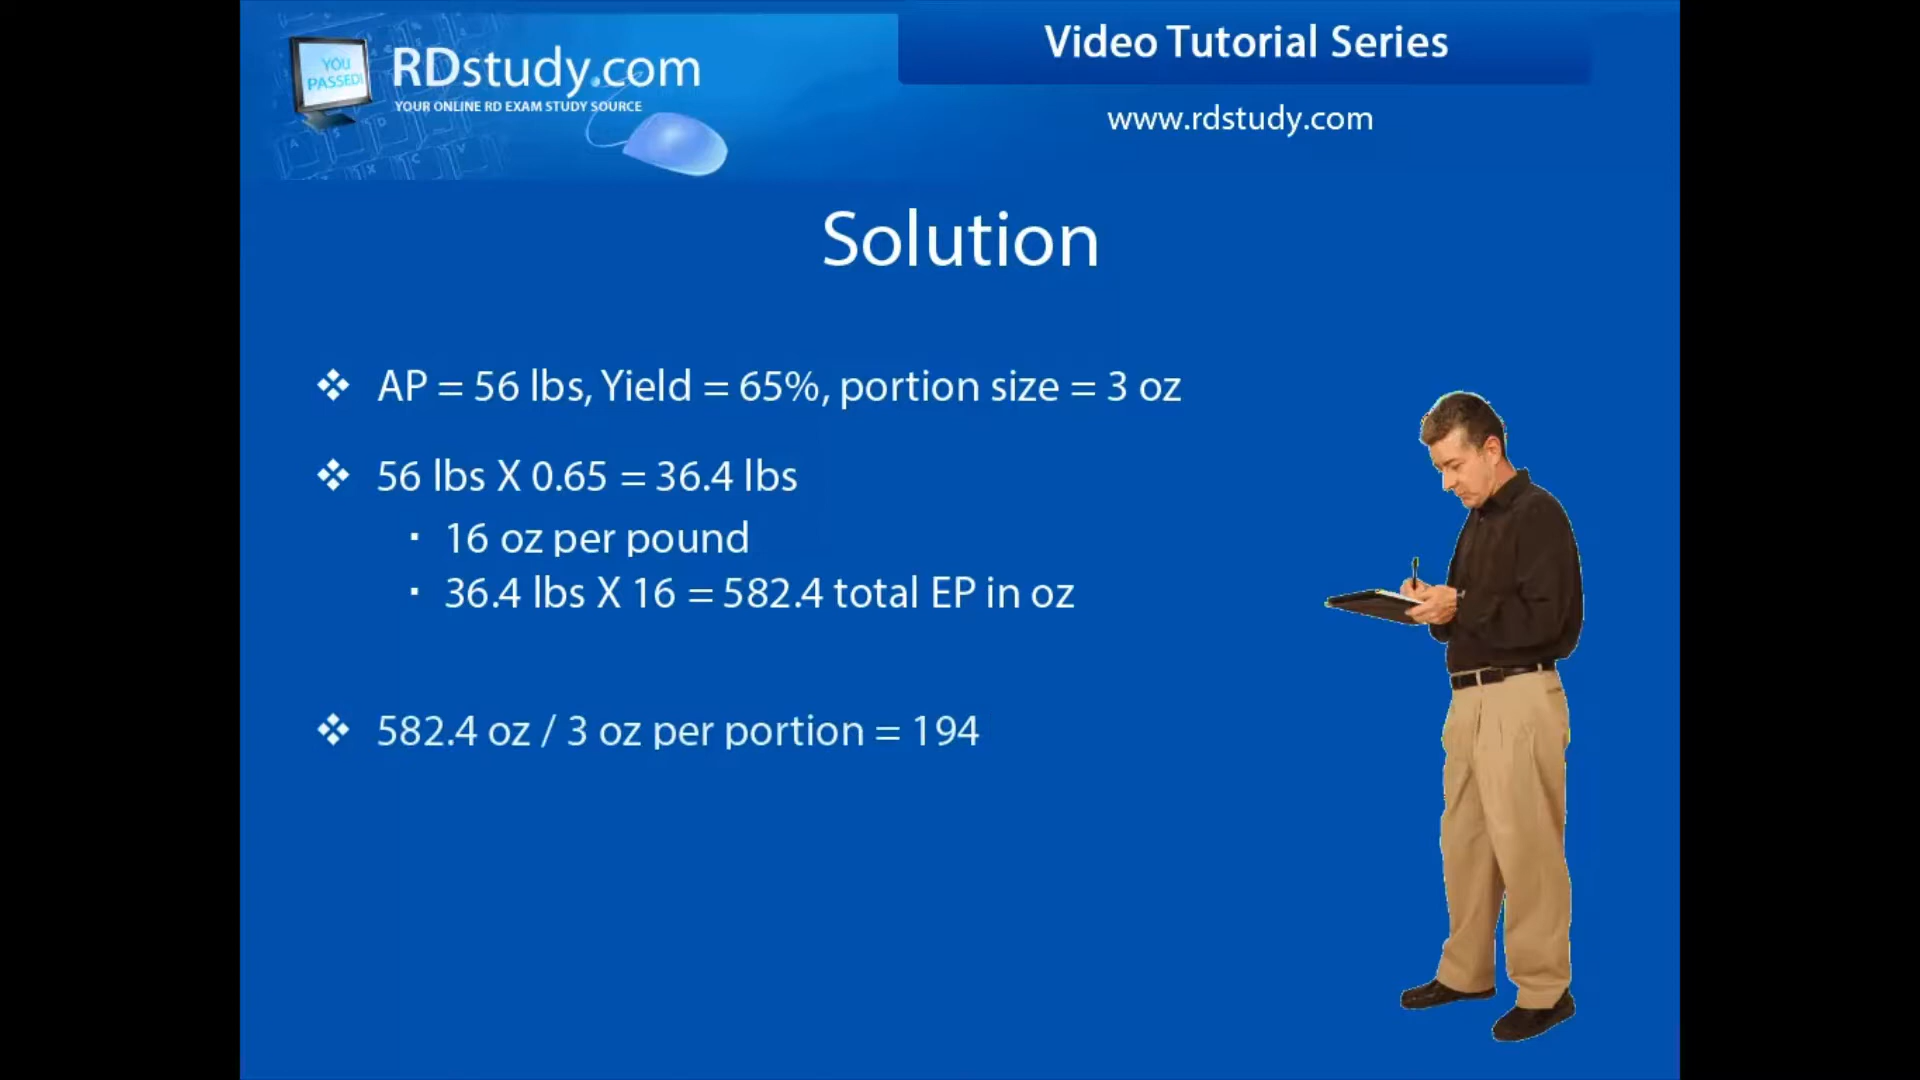 YOU
PASSED!
RDstudy.com
YOUR ONLINE RD EXAM STUDY SOURCE
Video Tutorial Series
www.rdstudy.com
Solution
AP = 56 lbs, Yield = 65%, portion size = 3 oz
56 lbs X 0.65 = 36.4 lbs
16 oz per pound
36.4 lbs X 16 = 582.4 total EP in oz
582.4 oz / 3 oz per portion = 194